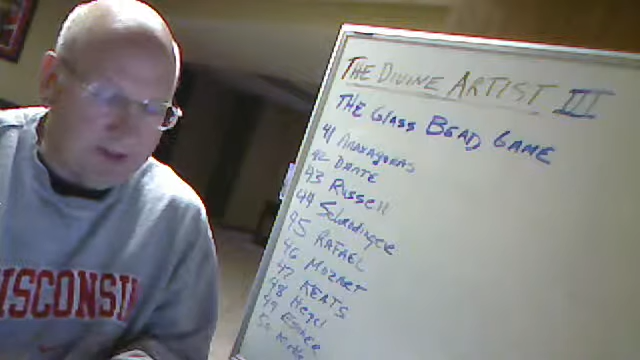 THE DIVINE ARTIST III
THE GLASS BEAD GAME
41 ANAXAGORAS
42 DANTE
43 RUSSELL
44 Schrodinger
45 RAFAEL
46 MOZART
47 KEATS
48 Hegel
49 ESCHER
50
WISCONSIN